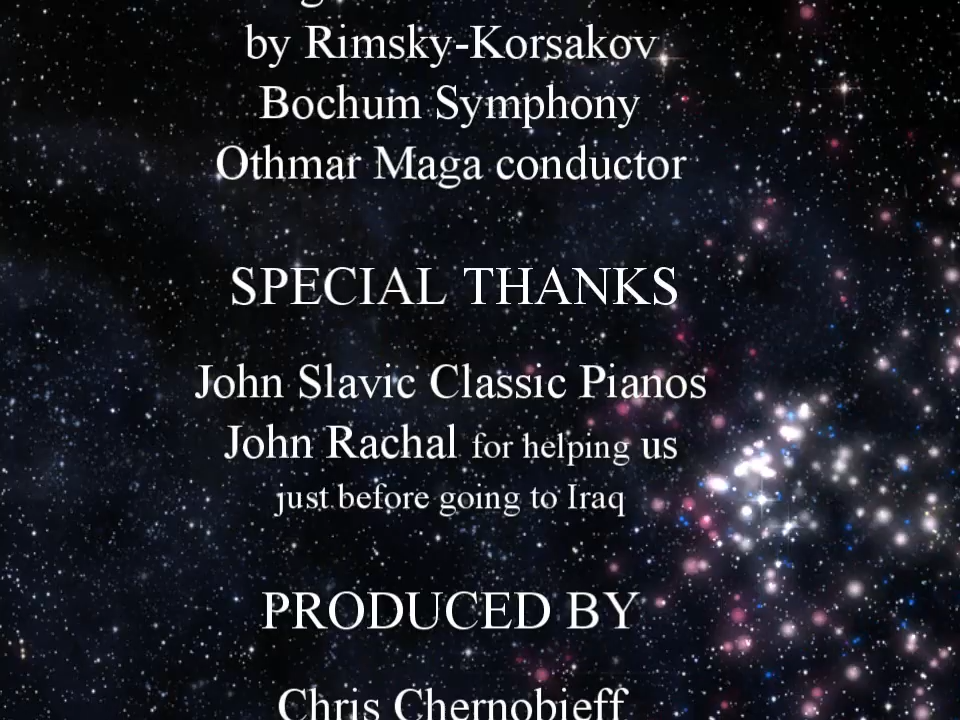 by Rimsky-Korsakov
Bochum Symphony
Othmar Maga conductor
SPECIAL THANKS
John Slavic Classic Pianos
John Rachal for helping us
just before going to Iraq
PRODUCED BY
Chris Chernobieff